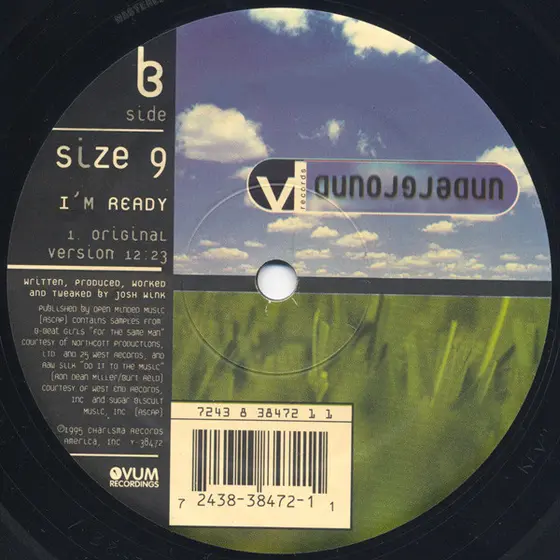 B
side
size 9
I'M READY
1. original
version 12:23
written, produced, worked
and tweaked by Josh Wink
published by Open Minded Music
[ASCAP] contains samples from
B-Beat Girls "For The Same Man"
courtesy of Northcott Productions,
LTD and 25 West Records, and
Raw Silk "Do It To The Music"
[Ron Dean Miller/Burt Reid]
courtesy of West End Records,
Inc and Sugar Biscuit
Music, Inc. [ASCAP]
©1995 Charisma Records
America, Inc Y-38472
OVUM
RECORDINGS
V records underground
7243 8 38472 1 1
7 2438-38472-1 1